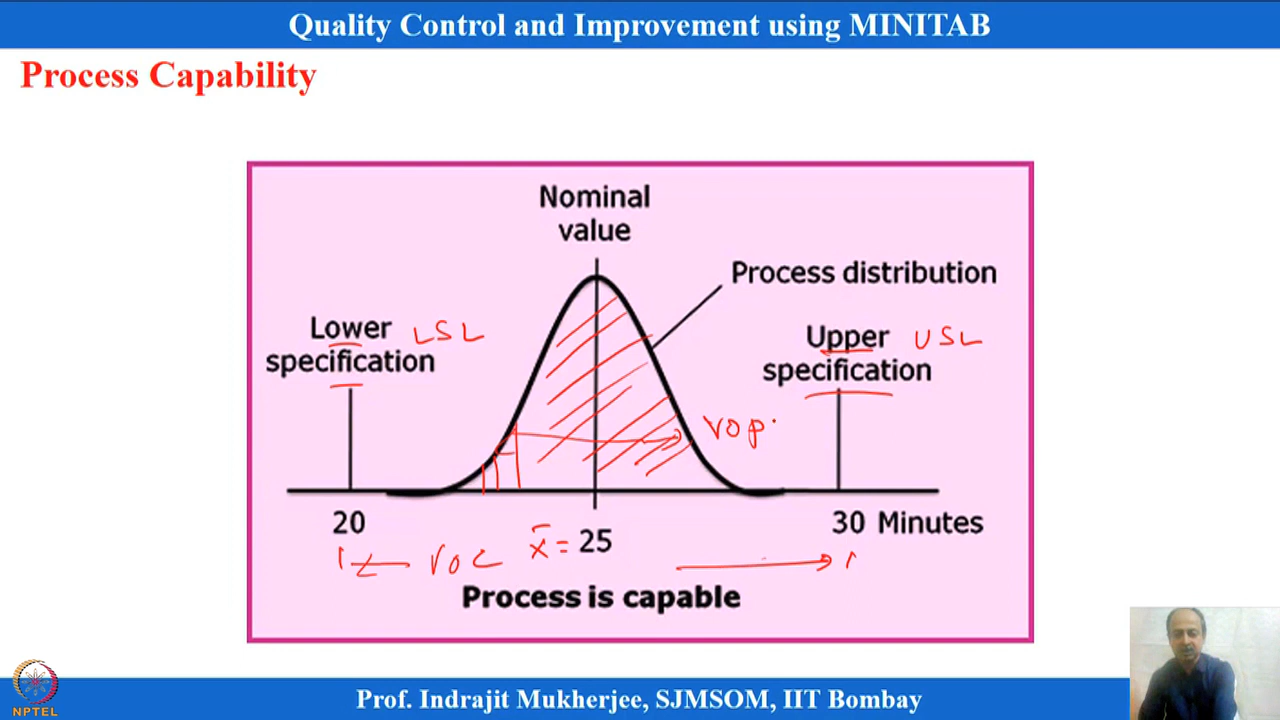 Quality Control and Improvement using MINITAB
Process Capability
Nominal
value
Process distribution
Lower LSL
specification
Upper USL
specification
VOP
20
x̄ = 25
30 Minutes
VOC
Process is capable
NPTEL
Prof. Indrajit Mukherjee, SJMSOM, IIT Bombay